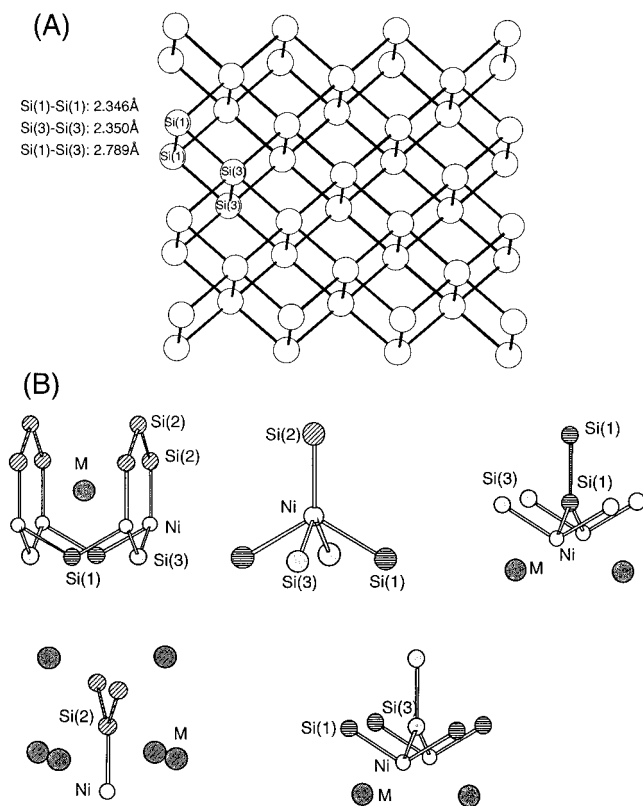 (A)
Si(1)-Si(1): 2.346Å
Si(3)-Si(3): 2.350Å
Si(1)-Si(3): 2.789Å
Si(1)
Si(1)
Si(3)
Si(3)
(B)
Si(2)
Si(2)
M
Ni
Si(1)
Si(3)
Si(2)
Ni
Si(3)
Si(1)
Si(1)
Si(3)
Si(1)
Ni
M
Si(2)
M
Ni
Si(3)
Si(1)
Ni
M